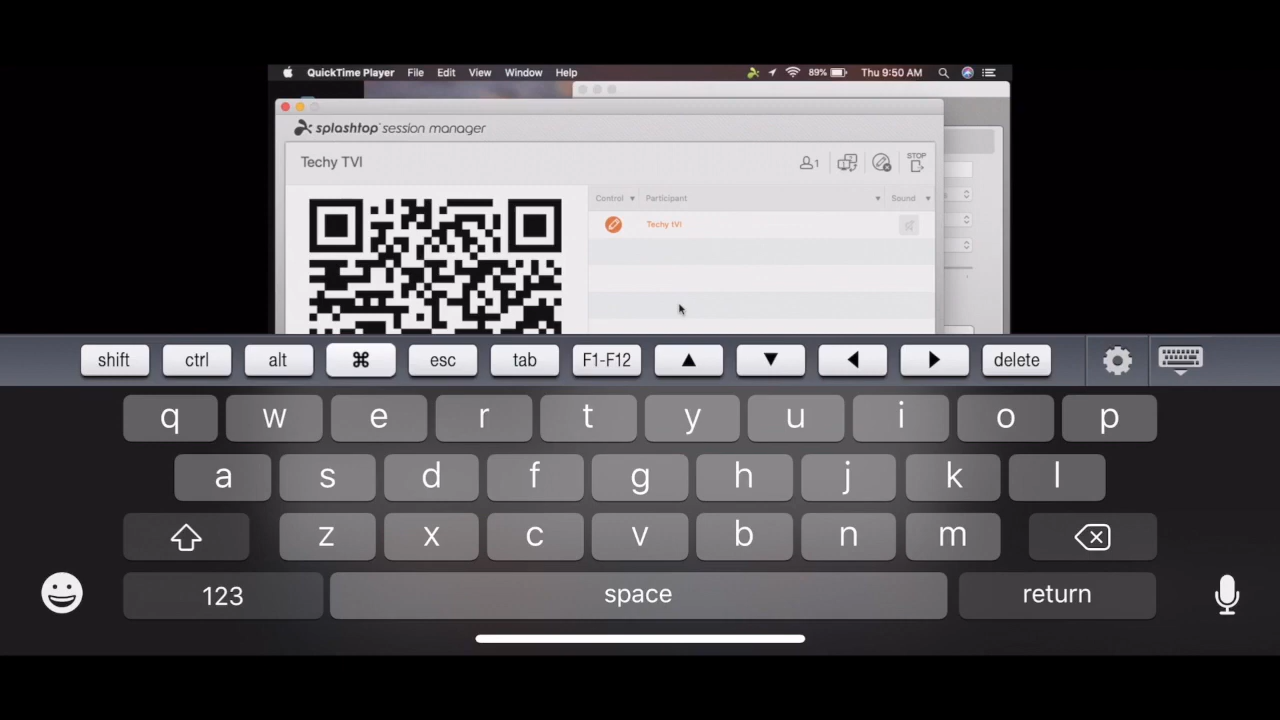 QuickTime Player File Edit View Window Help 89% Thu 9:50 AM
splashtop session manager
Techy TVI
1
STOP
Control Participant Sound
Techy tVI
shift ctrl alt ⌘ esc tab F1-F12 ▲ ▼ ◀ ▶ delete
q w e r t y u i o p
a s d f g h j k l
z x c v b n m
123 space return